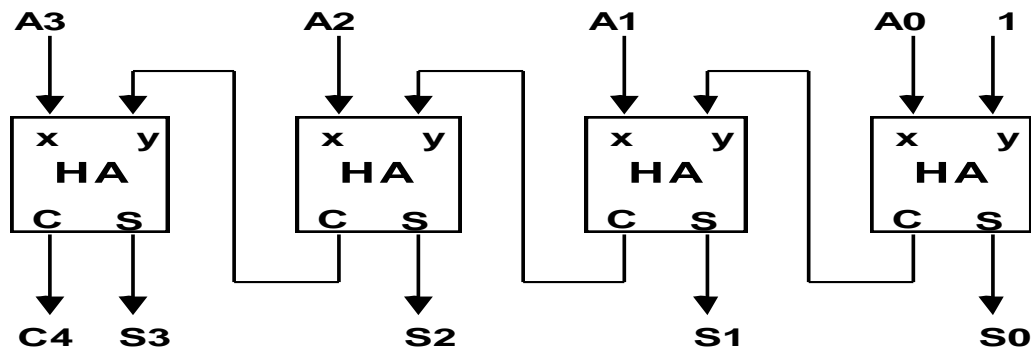 A3 A2 A1 A0 1
x y x y x y x y
HA HA HA HA
C S C S C S C S
C4 S3 S2 S1 S0